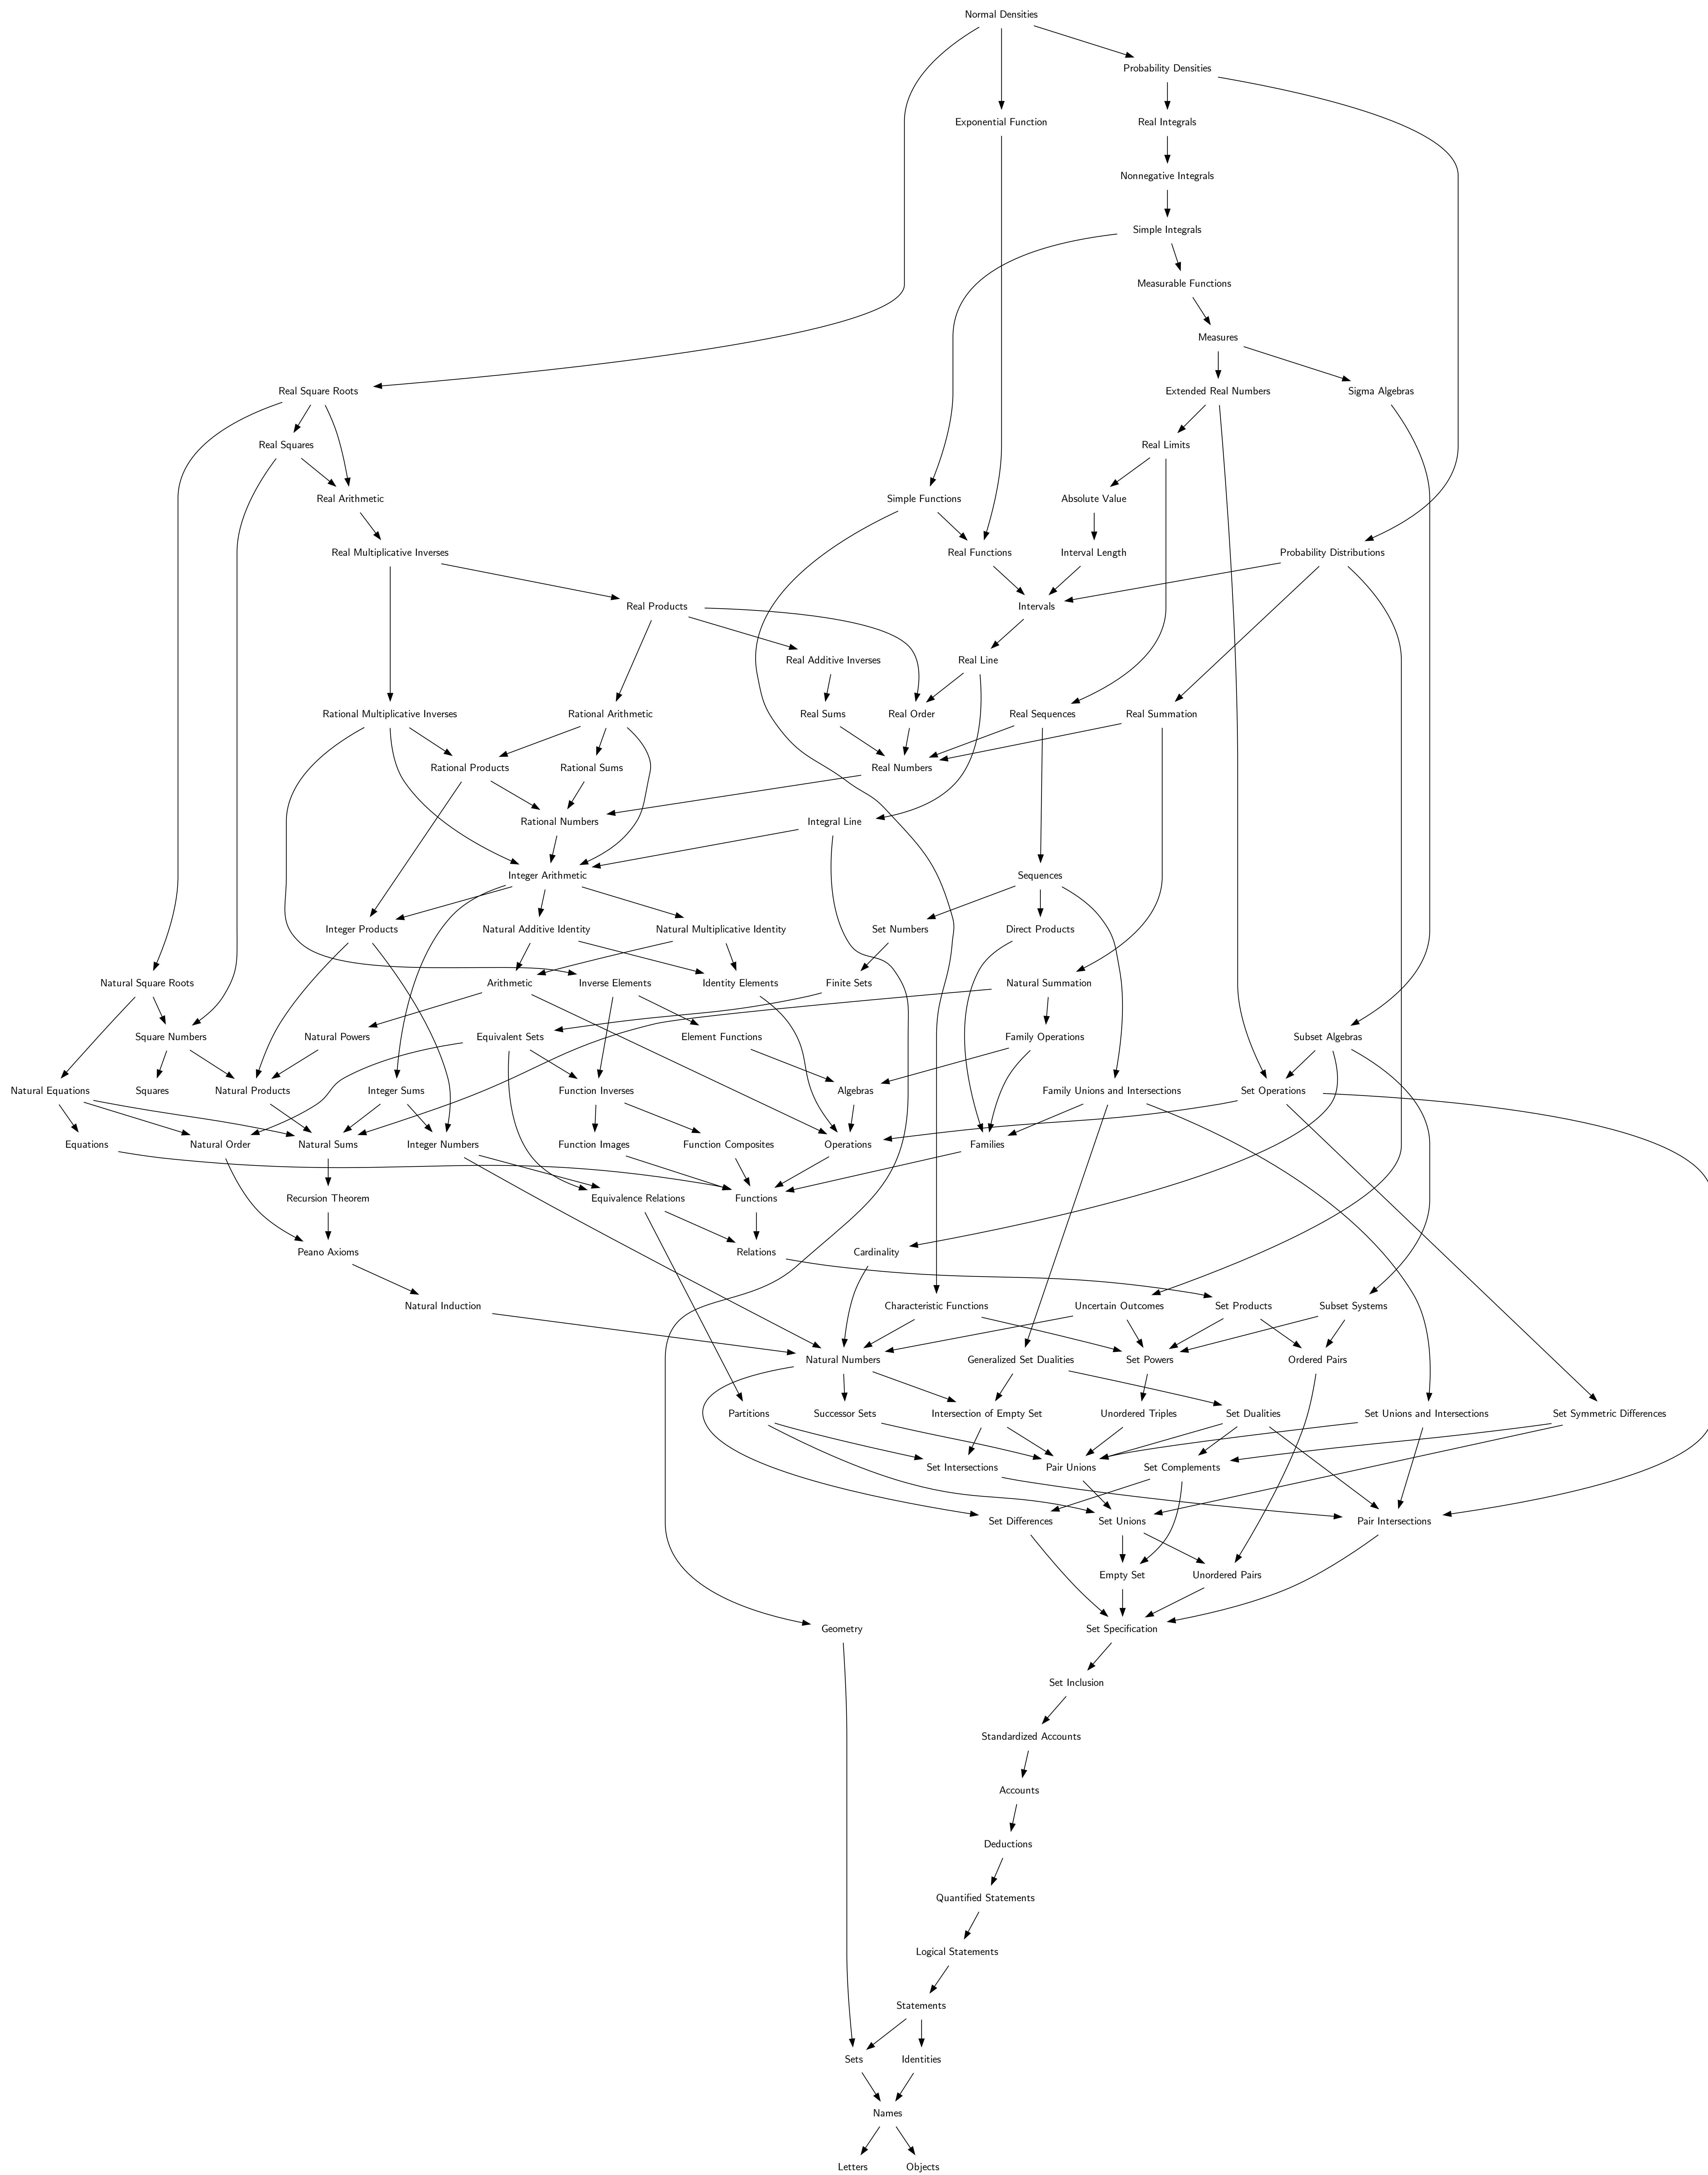 Normal Densities
Probability Densities
Exponential Function
Real Integrals
Nonnegative Integrals
Simple Integrals
Measurable Functions
Measures
Real Square Roots
Extended Real Numbers
Sigma Algebras
Real Squares
Real Limits
Real Arithmetic
Simple Functions
Absolute Value
Real Multiplicative Inverses
Real Functions
Interval Length
Probability Distributions
Real Products
Intervals
Real Additive Inverses
Real Line
Rational Multiplicative Inverses
Rational Arithmetic
Real Sums
Real Order
Real Sequences
Real Summation
Rational Products
Rational Sums
Real Numbers
Rational Numbers
Integral Line
Integer Arithmetic
Sequences
Integer Products
Natural Additive Identity
Natural Multiplicative Identity
Set Numbers
Direct Products
Natural Square Roots
Arithmetic
Inverse Elements
Identity Elements
Finite Sets
Natural Summation
Square Numbers
Natural Powers
Equivalent Sets
Element Functions
Family Operations
Subset Algebras
Natural Equations
Squares
Natural Products
Integer Sums
Function Inverses
Algebras
Family Unions and Intersections
Set Operations
Equations
Natural Order
Natural Sums
Integer Numbers
Function Images
Function Composites
Operations
Families
Recursion Theorem
Equivalence Relations
Functions
Peano Axioms
Relations
Cardinality
Natural Induction
Characteristic Functions
Uncertain Outcomes
Set Products
Subset Systems
Natural Numbers
Generalized Set Dualities
Set Powers
Ordered Pairs
Partitions
Successor Sets
Intersection of Empty Set
Unordered Triples
Set Dualities
Set Unions and Intersections
Set Symmetric Differences
Set Intersections
Pair Unions
Set Complements
Set Differences
Set Unions
Pair Intersections
Empty Set
Unordered Pairs
Geometry
Set Specification
Set Inclusion
Standardized Accounts
Accounts
Deductions
Quantified Statements
Logical Statements
Statements
Sets
Identities
Names
Letters
Objects